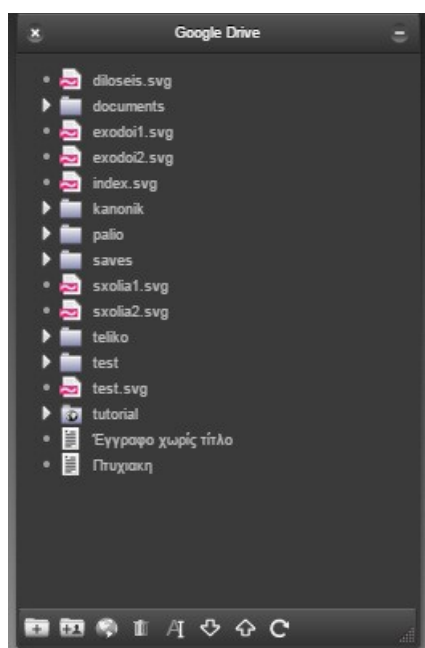 Google Drive
diloseis.svg
documents
exodoi1.svg
exodoi2.svg
index.svg
kanonik
palio
saves
sxolia1.svg
sxolia2.svg
teliko
test
test.svg
tutorial
Έγγραφο χωρίς τίτλο
Πτυχιακη